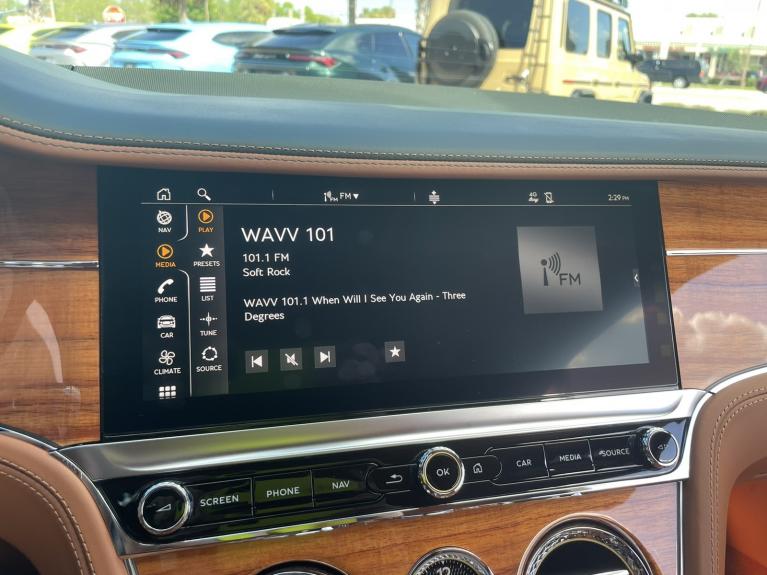 FM
4G
2:29 PM
NAV
PLAY
MEDIA
PRESETS
PHONE
LIST
CAR
TUNE
CLIMATE
SOURCE
WAVV 101
101.1 FM
Soft Rock
WAVV 101.1 When Will I See You Again - Three
Degrees
FM
SCREEN
PHONE
NAV
OK
CAR
MEDIA
SOURCE